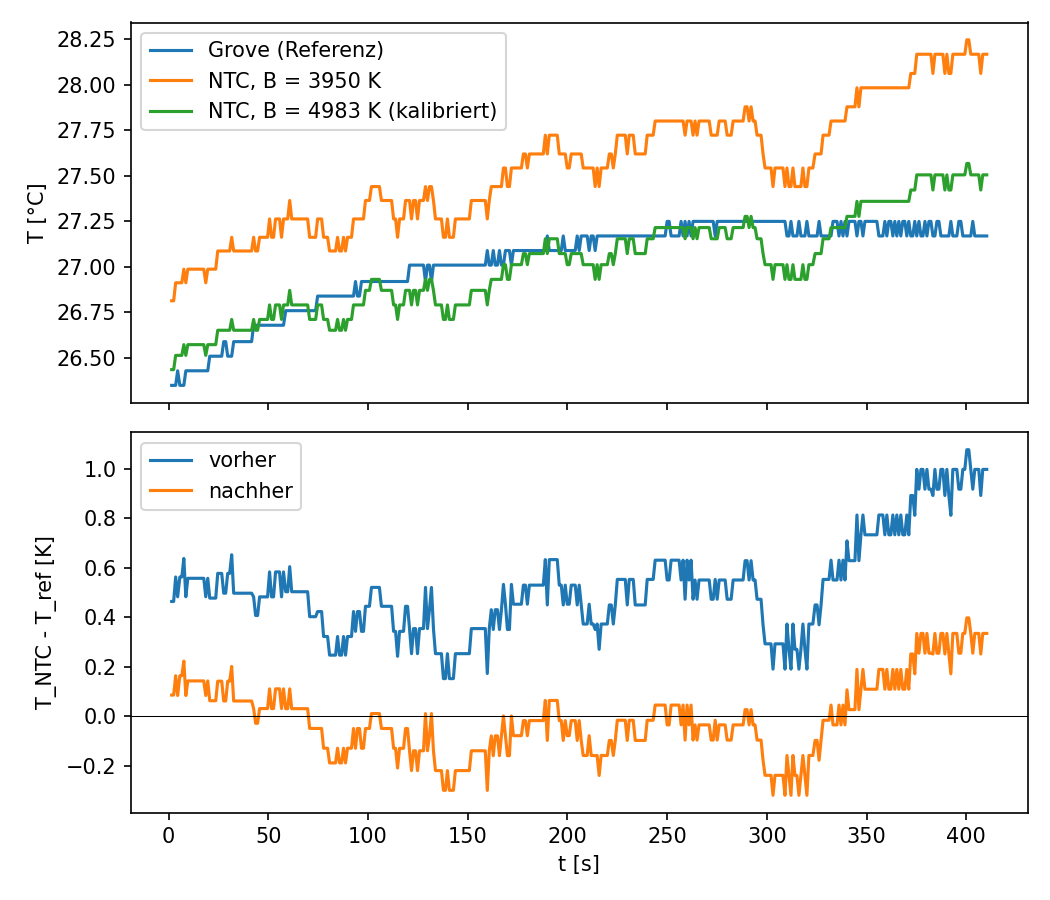 28.25
28.00
27.75
27.50
27.25
27.00
26.75
26.50
T [°C]
Grove (Referenz)
NTC, B = 3950 K
NTC, B = 4983 K (kalibriert)
1.0
0.8
0.6
0.4
0.2
0.0
−0.2
T_NTC - T_ref [K]
vorher
nachher
0 50 100 150 200 250 300 350 400
t [s]